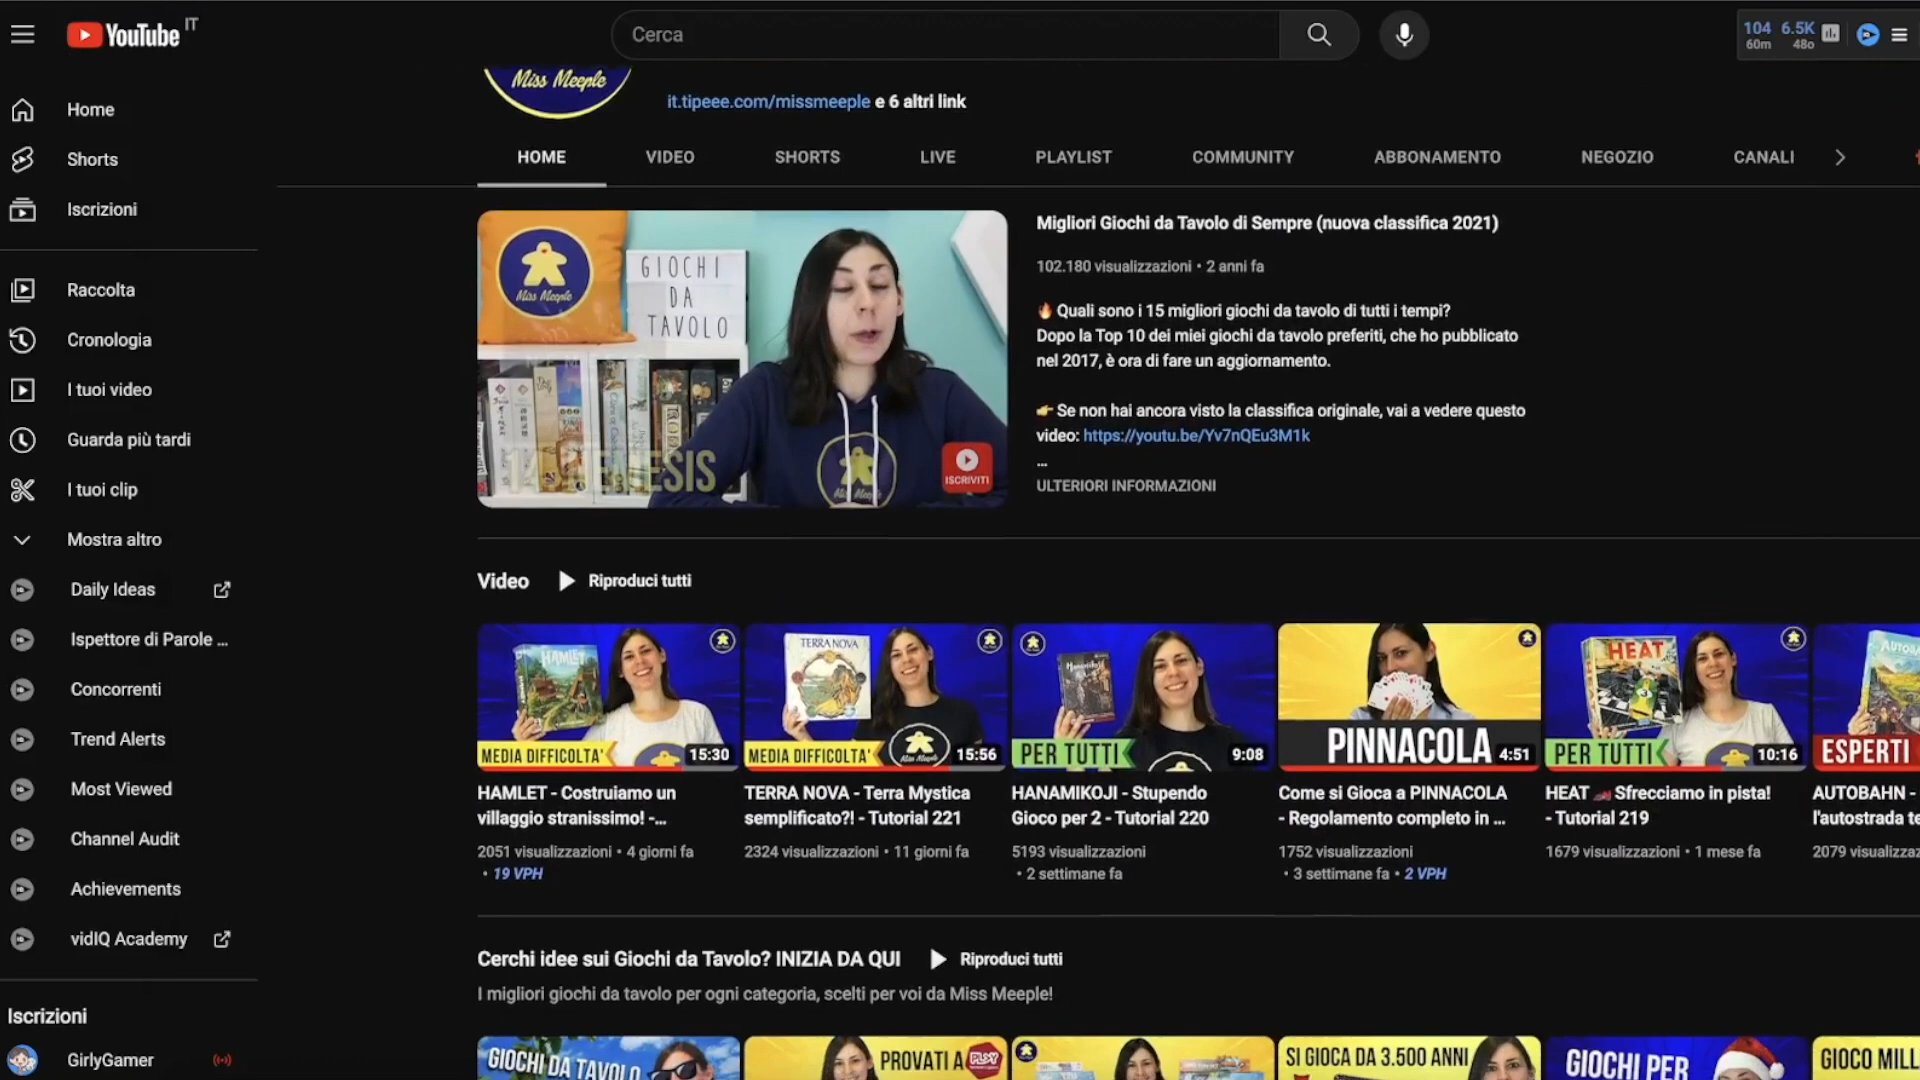 YouTube IT
Cerca
104 6.5K
60m 48o
Home
Shorts
Iscrizioni
Raccolta
Cronologia
I tuoi video
Guarda più tardi
I tuoi clip
Mostra altro
Daily Ideas
Ispettore di Parole ...
Concorrenti
Trend Alerts
Most Viewed
Channel Audit
Achievements
vidIQ Academy
Iscrizioni
GirlyGamer
Miss Meeple
it.tipeee.com/missmeeple e 6 altri link
HOME VIDEO SHORTS LIVE PLAYLIST COMMUNITY ABBONAMENTO NEGOZIO CANALI
Miss Meeple
GIOCHI
DA
TAVOLO
ISCRIVITI
Migliori Giochi da Tavolo di Sempre (nuova classifica 2021)
102.180 visualizzazioni • 2 anni fa
🔥 Quali sono i 15 migliori giochi da tavolo di tutti i tempi?
Dopo la Top 10 dei miei giochi da tavolo preferiti, che ho pubblicato
nel 2017, è ora di fare un aggiornamento.
👉 Se non hai ancora visto la classifica originale, vai a vedere questo
video: https://youtu.be/Yv7nQEu3M1k
...
ULTERIORI INFORMAZIONI
Video Riproduci tutti
HAMLET
MEDIA DIFFICOLTA' 15:30
HAMLET - Costruiamo un
villaggio stranissimo! -...
2051 visualizzazioni • 4 giorni fa
• 19 VPH
TERRA NOVA
MEDIA DIFFICOLTA' Miss Meeple 15:56
TERRA NOVA - Terra Mystica
semplificato?! - Tutorial 221
2324 visualizzazioni • 11 giorni fa
Hanamikoji
PER TUTTI 9:08
HANAMIKOJI - Stupendo
Gioco per 2 - Tutorial 220
5193 visualizzazioni
• 2 settimane fa
PINNACOLA 4:51
Come si Gioca a PINNACOLA
- Regolamento completo in ...
1752 visualizzazioni
• 3 settimane fa • 2 VPH
HEAT
PER TUTTI 10:16
HEAT 🏎️ Sfrecciamo in pista!
- Tutorial 219
1679 visualizzazioni • 1 mese fa
ESPERTI
AUTOBAHN -
l'autostrada te
2079 visualizzaz
Cerchi idee sui Giochi da Tavolo? INIZIA DA QUI Riproduci tutti
I migliori giochi da tavolo per ogni categoria, scelti per voi da Miss Meeple!
GIOCHI DA TAVOLO
PROVATI A PLAY
SI GIOCA DA 3.500 ANNI
GIOCHI PER
GIOCO MILL